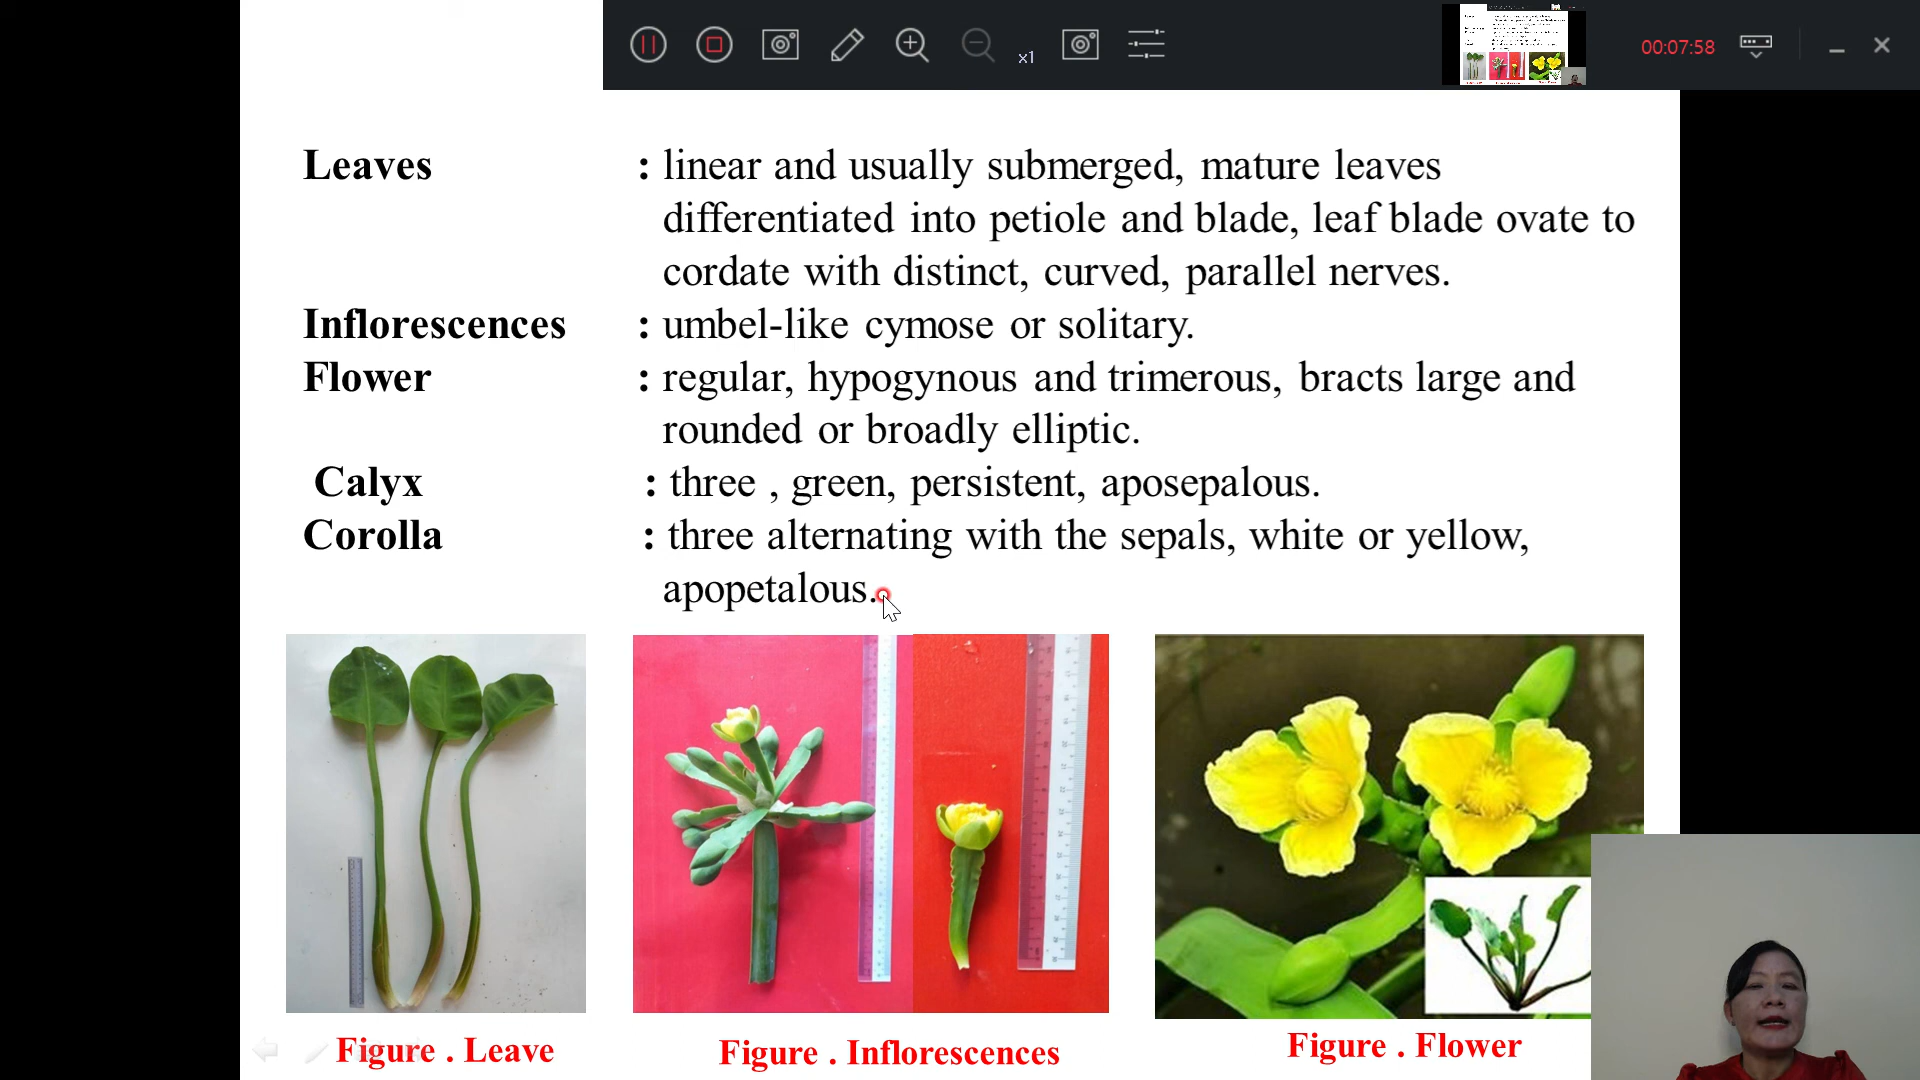 x1
00:07:58
Leaves : linear and usually submerged, mature leaves
differentiated into petiole and blade, leaf blade ovate to
cordate with distinct, curved, parallel nerves.
Inflorescences : umbel-like cymose or solitary.
Flower : regular, hypogynous and trimerous, bracts large and
rounded or broadly elliptic.
Calyx : three , green, persistent, aposepalous.
Corolla : three alternating with the sepals, white or yellow,
apopetalous.
Figure . Leave
Figure . Inflorescences
Figure . Flower